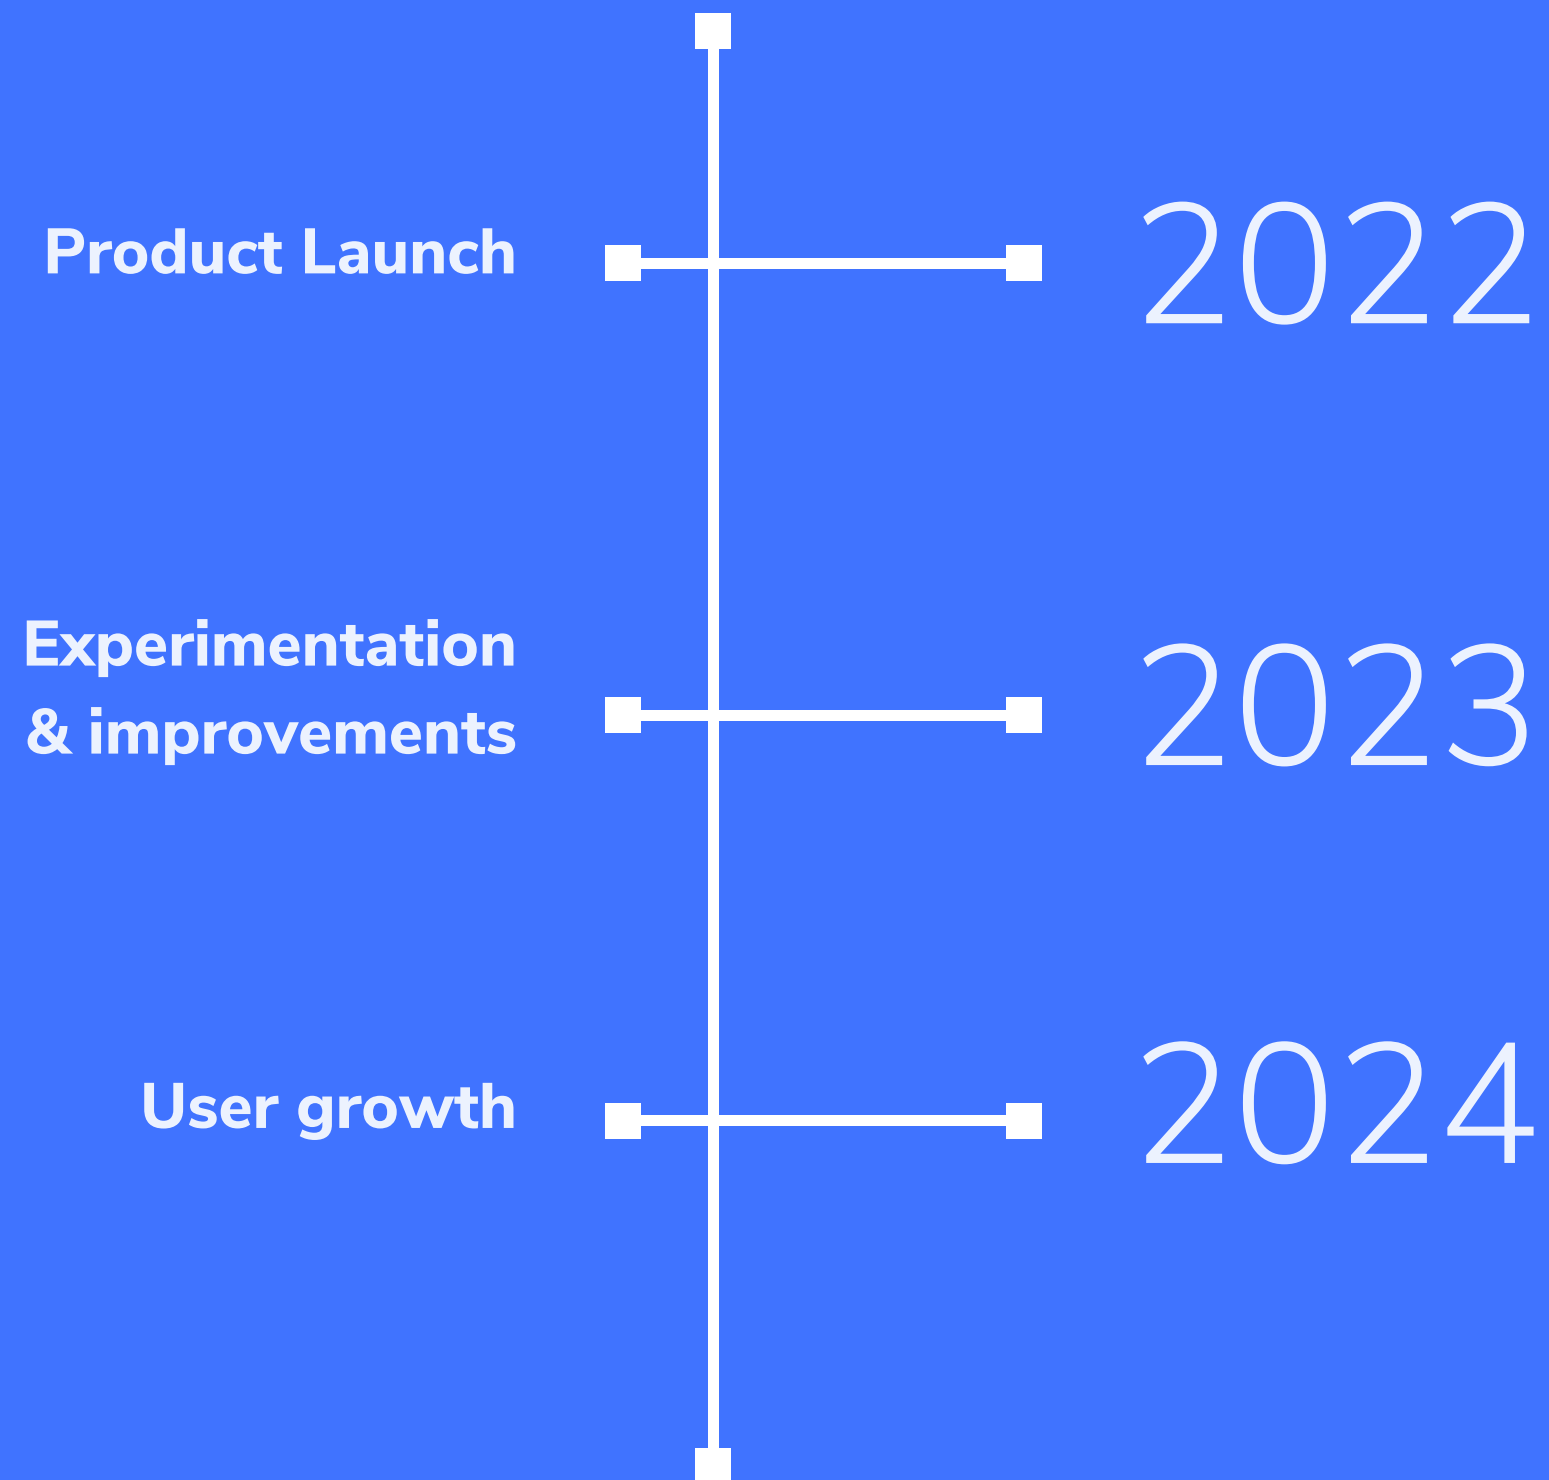 Product Launch
2022
Experimentation
& improvements
2023
User growth
2024